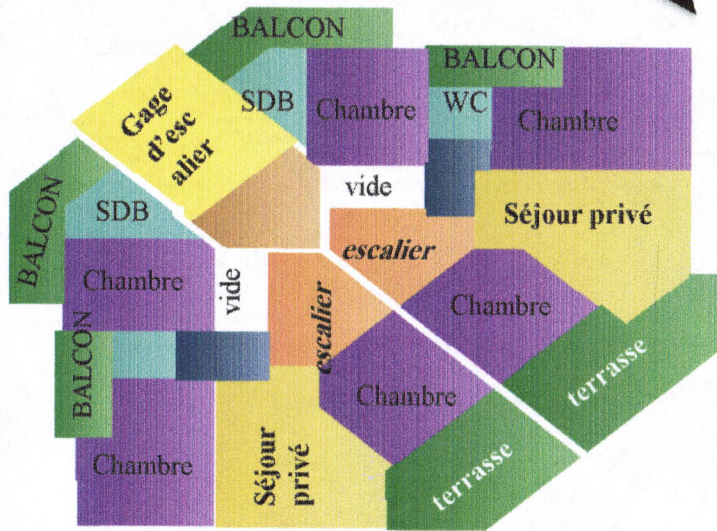 BALCON
BALCON
Gage
d'esc
alier
SDB
Chambre
WC
Chambre
BALCON
SDB
vide
Séjour privé
escalier
Chambre
vide
escalier
Chambre
BALCON
terrasse
Chambre
Chambre
Séjour
privé
terrasse